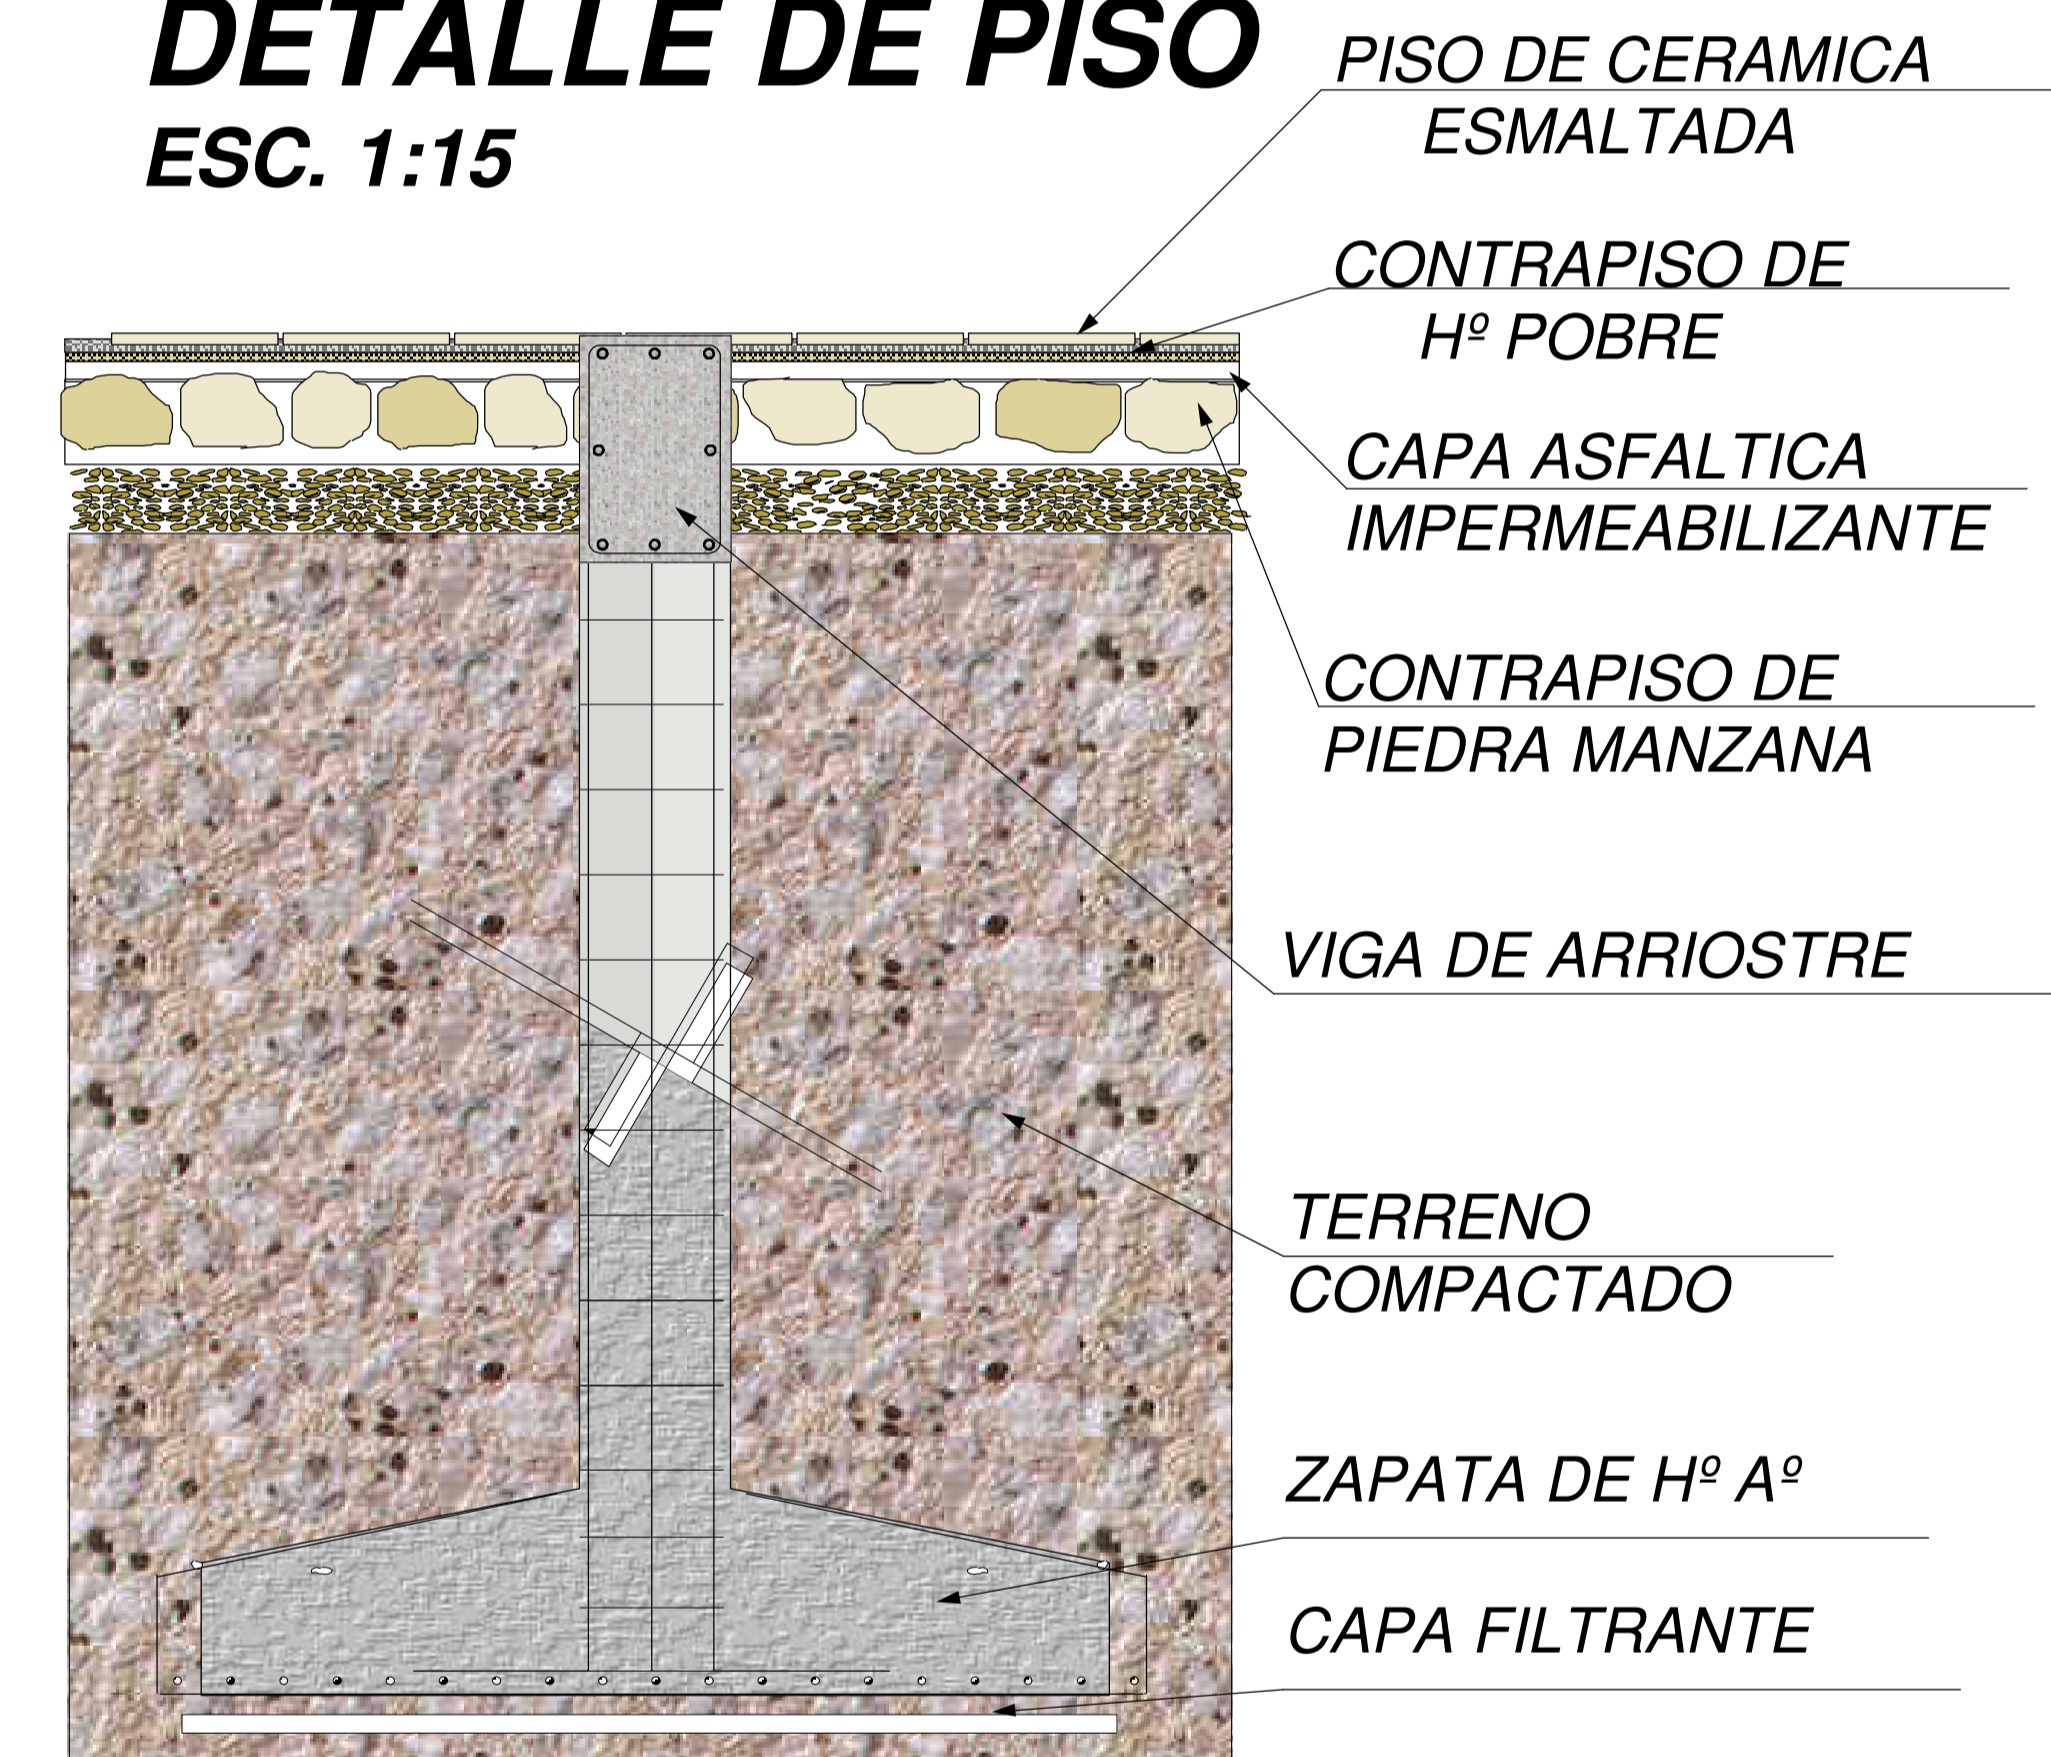 DETALLE DE PISO
ESC. 1:15
PISO DE CERAMICA
ESMALTADA
CONTRAPISO DE
Hº POBRE
CAPA ASFALTICA
IMPERMEABILIZANTE
CONTRAPISO DE
PIEDRA MANZANA
VIGA DE ARRIOSTRE
TERRENO
COMPACTADO
ZAPATA DE Hº Aº
CAPA FILTRANTE